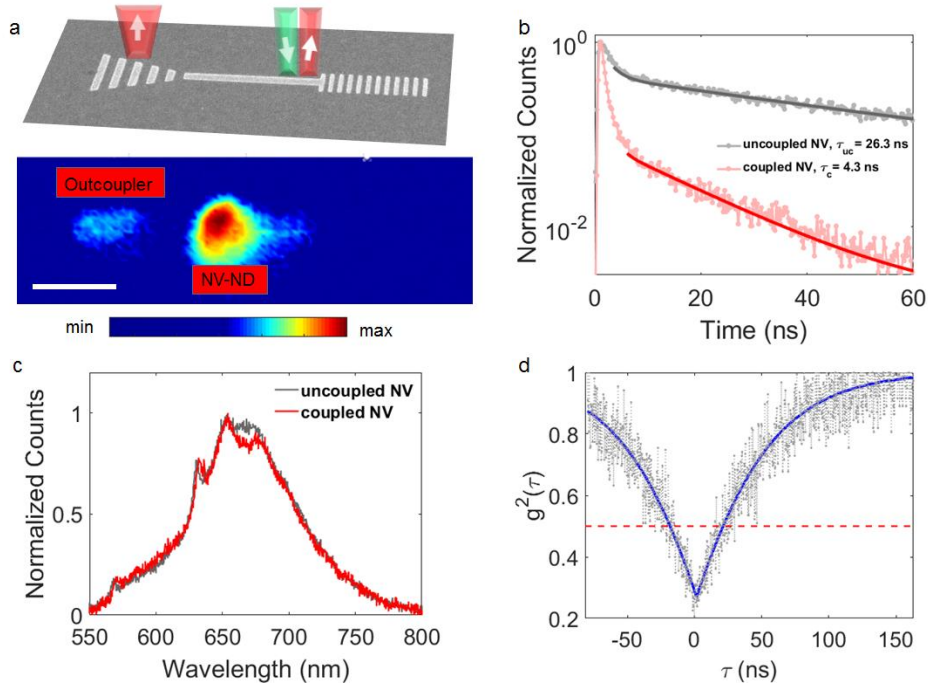 a
Outcoupler
NV-ND
min
max
b
Normalized Counts
10⁰
10⁻²
uncoupled NV, τuc = 26.3 ns
coupled NV, τc = 4.3 ns
0
20
40
60
Time (ns)
c
Normalized Counts
1
0.5
0
uncoupled NV
coupled NV
550
600
650
700
750
800
Wavelength (nm)
d
g²(τ)
1
0.8
0.6
0.4
0.2
-50
0
50
100
150
τ (ns)